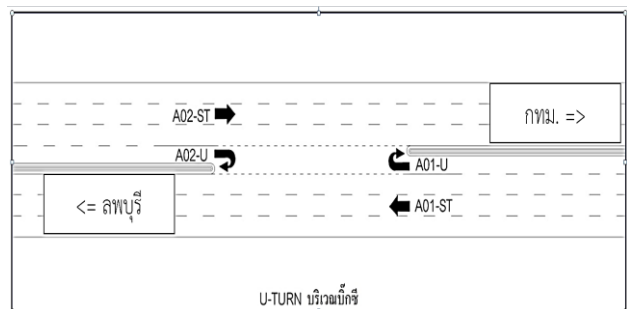 A02-ST
กทม. =>
A02-U
A01-U
<= ลพบุรี
A01-ST
U-TURN บริเวณบิ๊กซี